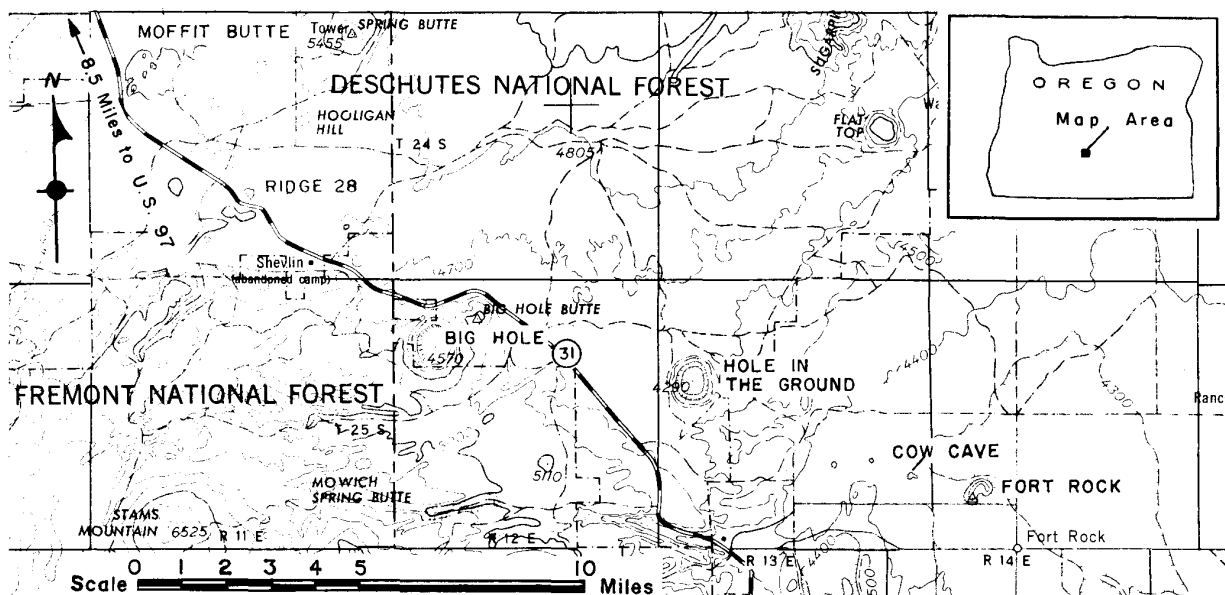 MOFFIT BUTTE
Tower
5455
SPRING BUTTE
8.5 Miles to U.S. 97
N
DESCHUTES NATIONAL FOREST
HOOLIGAN
HILL
T 24 S
4805
FLAT
TOP
OREGON
Map Area
RIDGE 28
Shevlin
(abandoned camp)
4700
4500
BIG HOLE BUTTE
BIG HOLE
4570
31
HOLE IN
THE GROUND
4290
4400
4300
FREMONT NATIONAL FOREST
T 25 S
Ranc
COW CAVE
FORT ROCK
5110
MOWICH
SPRING BUTTE
STAMS
MOUNTAIN 6525
R 11 E
R 12 E
Fort Rock
4400
R 13 E
R 14 E
Scale 0 1 2 3 4 5 10 Miles